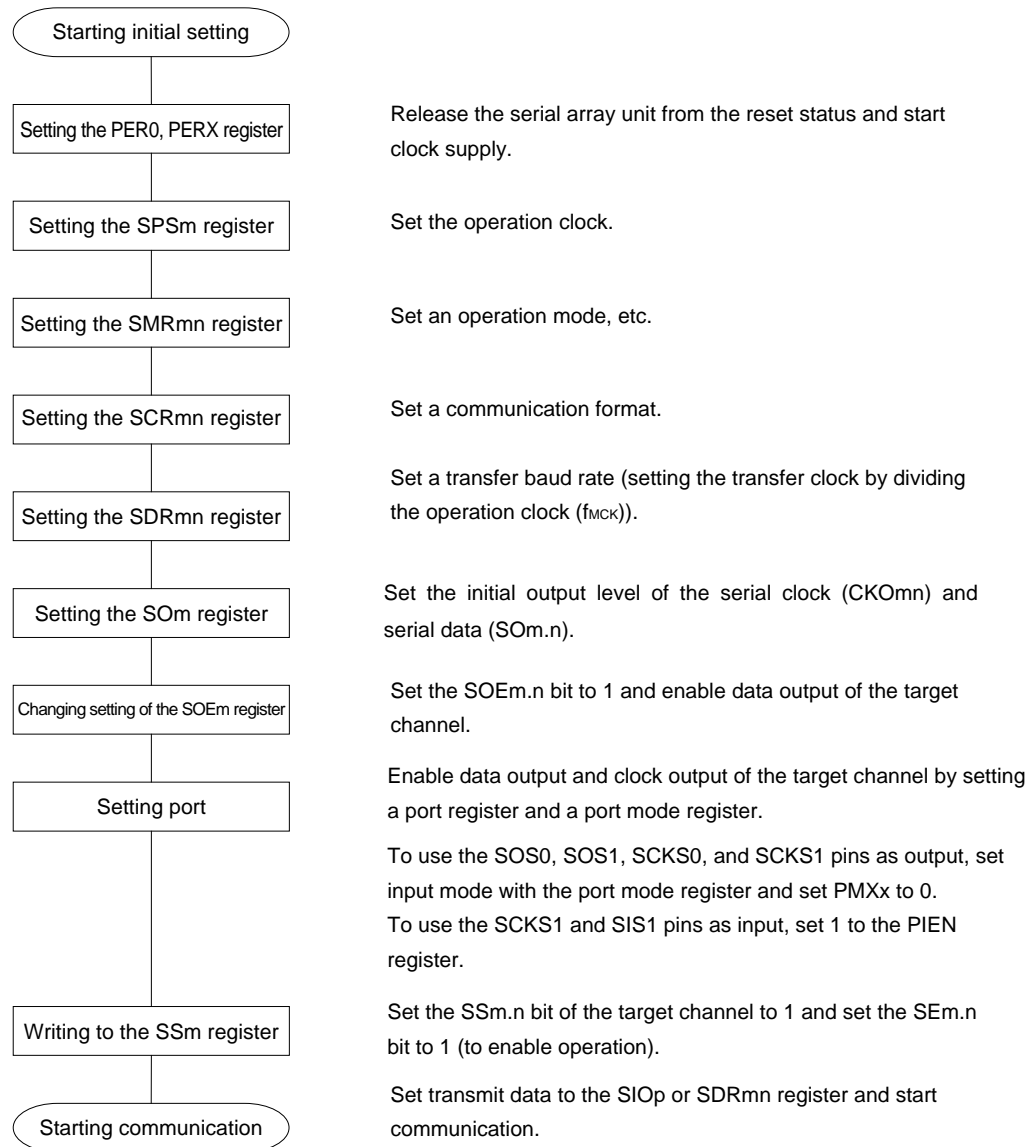 Starting initial setting
Setting the PER0, PERX register
Release the serial array unit from the reset status and start
clock supply.
Setting the SPSm register
Set the operation clock.
Setting the SMRmn register
Set an operation mode, etc.
Setting the SCRmn register
Set a communication format.
Setting the SDRmn register
Set a transfer baud rate (setting the transfer clock by dividing
the operation clock (fMCK)).
Setting the SOm register
Set the initial output level of the serial clock (CKOmn) and
serial data (SOm.n).
Changing setting of the SOEm register
Set the SOEm.n bit to 1 and enable data output of the target
channel.
Setting port
Enable data output and clock output of the target channel by setting
a port register and a port mode register.
To use the SOS0, SOS1, SCKS0, and SCKS1 pins as output, set
input mode with the port mode register and set PMXx to 0.
To use the SCKS1 and SIS1 pins as input, set 1 to the PIEN
register.
Writing to the SSm register
Set the SSm.n bit of the target channel to 1 and set the SEm.n
bit to 1 (to enable operation).
Starting communication
Set transmit data to the SIOp or SDRmn register and start
communication.